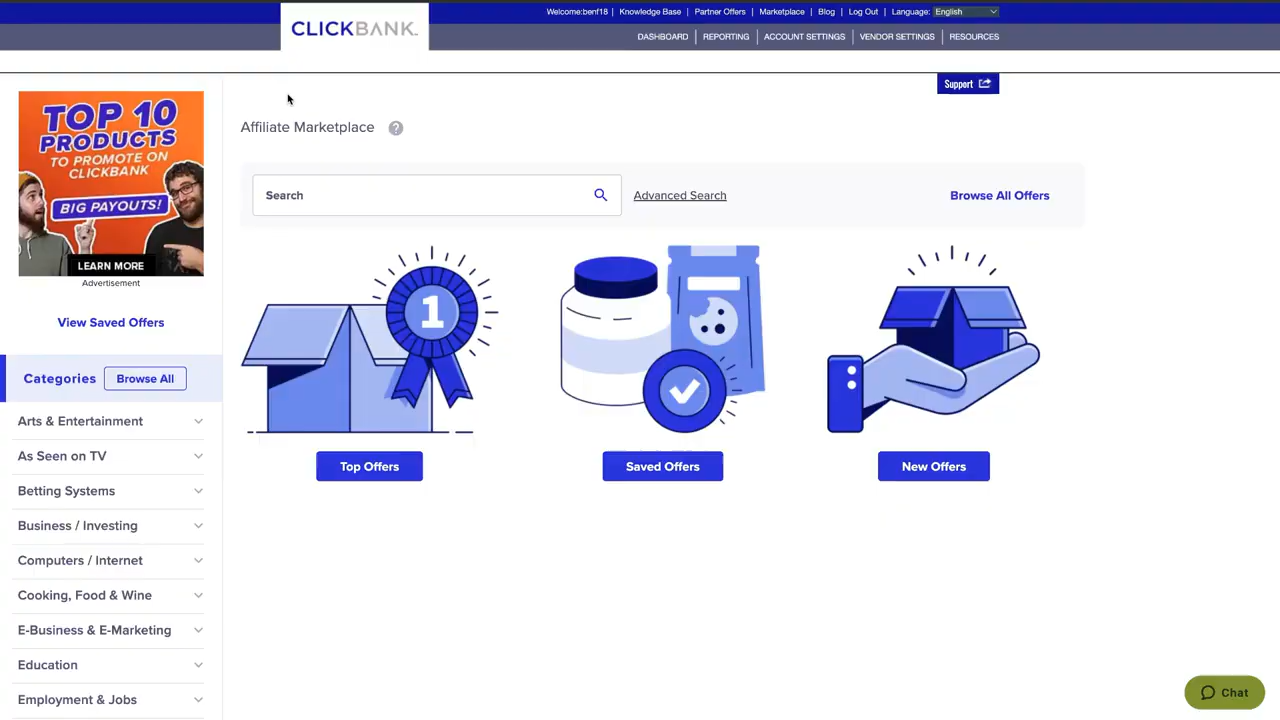 Welcome:benf18 | Knowledge Base | Partner Offers | Marketplace | Blog | Log Out | Language: English
CLICKBANK.
DASHBOARD | REPORTING | ACCOUNT SETTINGS | VENDOR SETTINGS | RESOURCES
Support
TOP 10
PRODUCTS
TO PROMOTE ON
CLICKBANK
BIG PAYOUTS!
LEARN MORE
Advertisement
View Saved Offers
Categories Browse All
Arts & Entertainment
As Seen on TV
Betting Systems
Business / Investing
Computers / Internet
Cooking, Food & Wine
E-Business & E-Marketing
Education
Employment & Jobs
Affiliate Marketplace ?
Search Advanced Search Browse All Offers
1
Top Offers Saved Offers New Offers
Chat